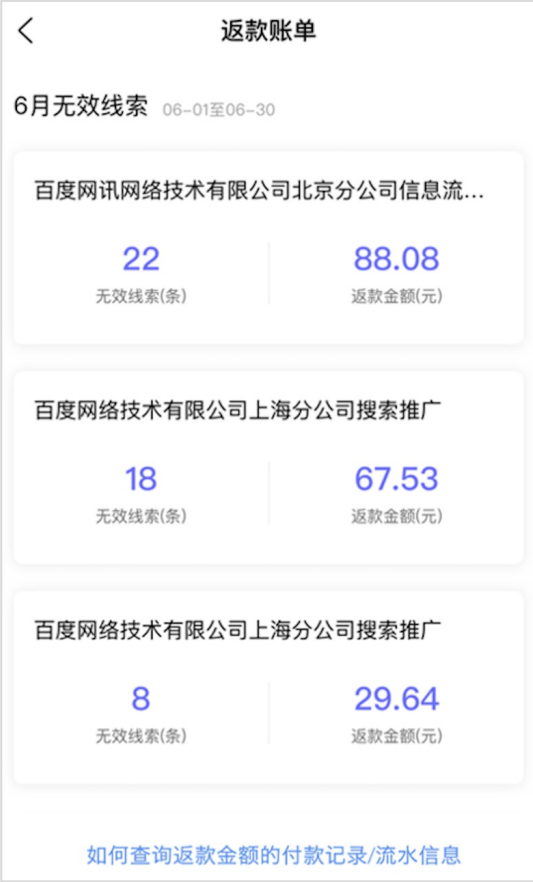 返款账单
6月无效线索 06-01至06-30
百度网讯网络技术有限公司北京分公司信息流...
22 88.08
无效线索(条) 返款金额(元)
百度网络技术有限公司上海分公司搜索推广
18 67.53
无效线索(条) 返款金额(元)
百度网络技术有限公司上海分公司搜索推广
8 29.64
无效线索(条) 返款金额(元)
如何查询返款金额的付款记录/流水信息